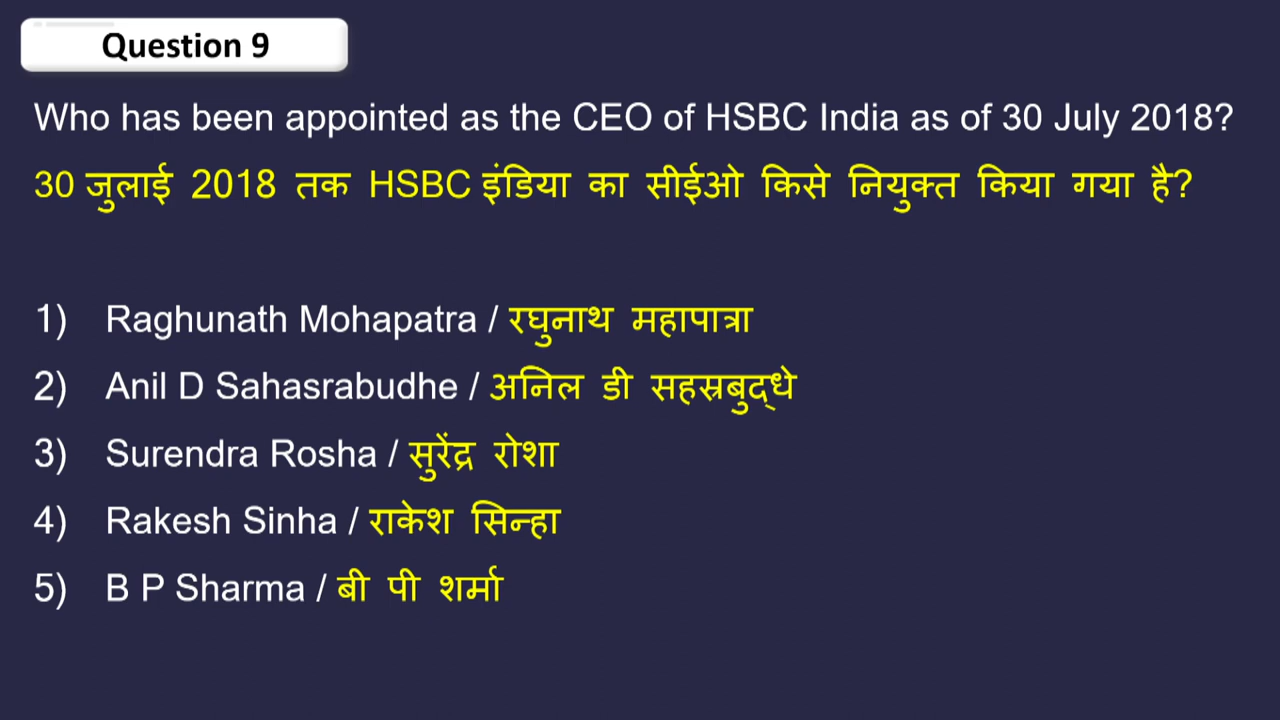 Question 9
Who has been appointed as the CEO of HSBC India as of 30 July 2018?
30 जुलाई 2018 तक HSBC इंडिया का सीईओ किसे नियुक्त किया गया है?
1) Raghunath Mohapatra / रघुनाथ महापात्रा
2) Anil D Sahasrabudhe / अनिल डी सहस्रबुद्धे
3) Surendra Rosha / सुरेंद्र रोशा
4) Rakesh Sinha / राकेश सिन्हा
5) B P Sharma / बी पी शर्मा